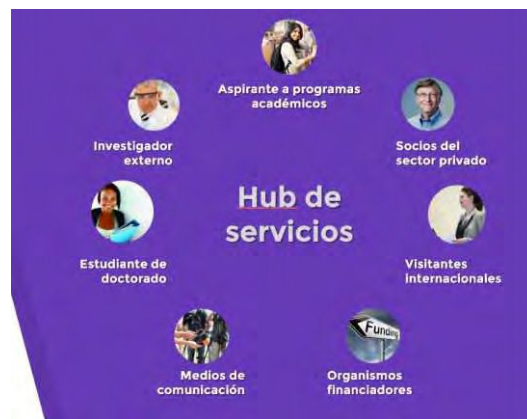 Aspirante a programas
académicos
Investigador
externo
Socios del
sector privado
Hub de
servicios
Estudiante de
doctorado
Visitantes
internacionales
Funding
Medios de
comunicación
Organismos
financiadores